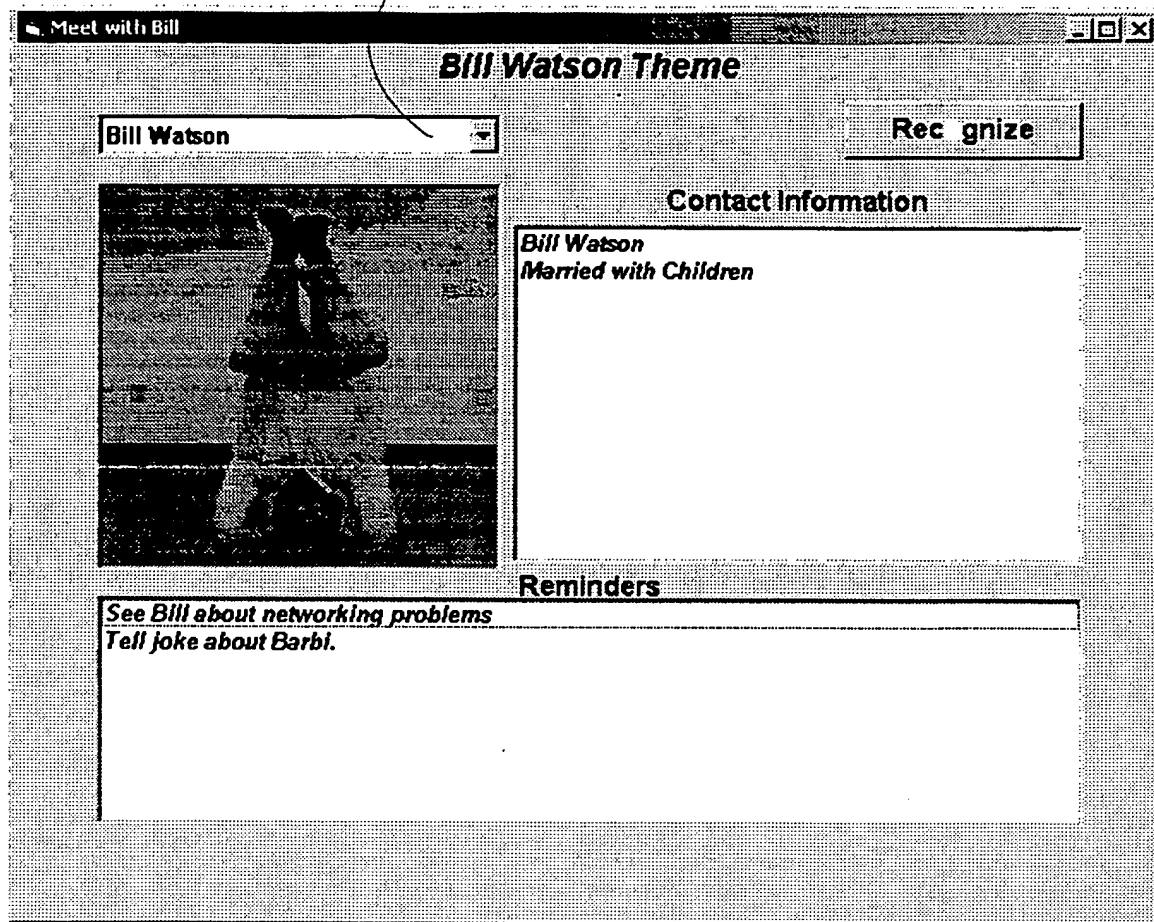 Meet with Bill
Bill Watson Theme
Bill Watson
Rec gnize
Contact Information
Bill Watson
Married with Children
Reminders
See Bill about networking problems
Tell joke about Barbi.